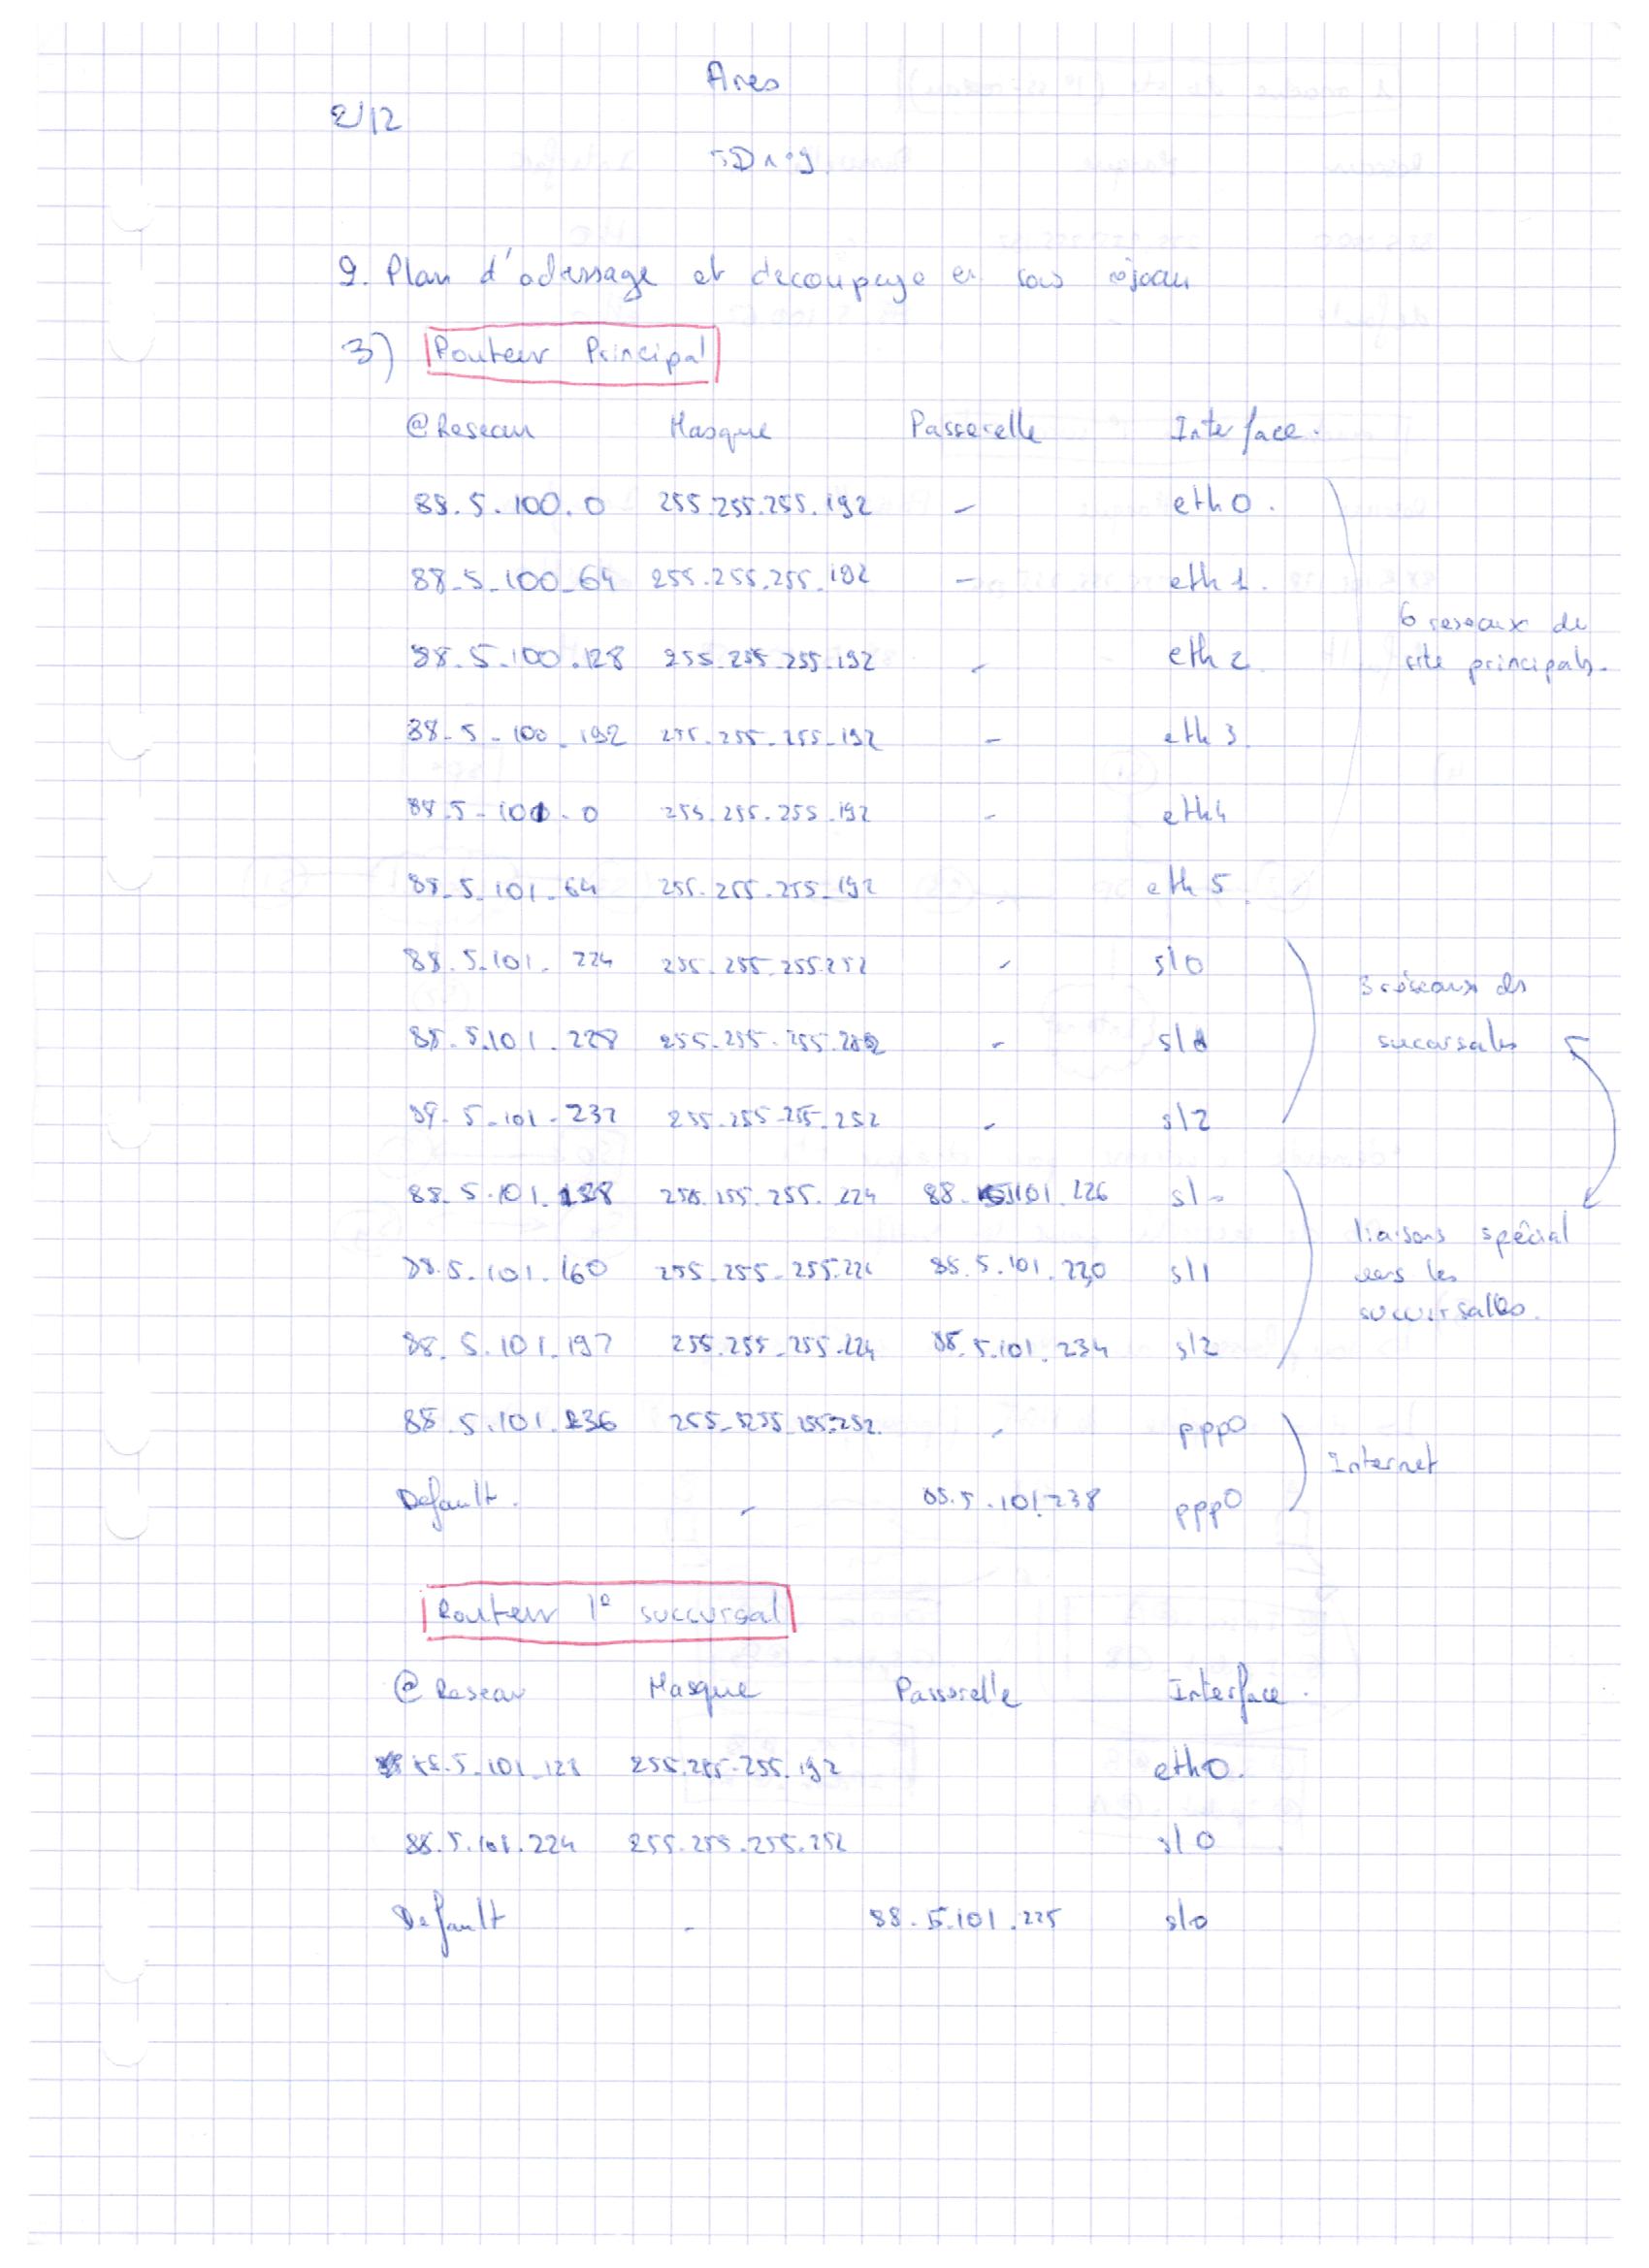 Ares
2/12
TD n°9
9. Plan d'adressage et decoupage en sous réseau
3) Routeur Principal
@Reseau Masque Passerelle Interface.
88.5.100.0 255.255.255.192 - eth0.
88.5.100.64 255.255.255.192 - eth1.
88.5.100.128 255.255.255.192 - eth2.
6 reseaux de
site principals.
88.5.100.192 255.255.255.192 - eth3.
88.5.101.0 255.255.255.192 - eth4
88.5.101.64 255.255.255.192 - eth5.
88.5.101.224 255.255.255.252 - sl0
3 réseaux des
succursales
88.5.101.228 255.255.255.252 - sl1
88.5.101.232 255.255.255.252 - sl2
88.5.101.128 255.255.255.224 88.5.101.226 sl0
liaisons spécial
vers les
succursalles.
88.5.101.160 255.255.255.224 88.5.101.230 sl1
88.5.101.192 255.255.255.224 88.5.101.234 sl2
88.5.101.236 255.255.255.252. - ppp0
Internet
Default. - 88.5.101.238 ppp0
Routeur 1° succursal
@ Reseau Masque Passerelle Interface.
88.5.101.128 255.255.255.192 eth0.
88.5.101.224 255.255.255.252 sl0
Default - 88.5.101.225 sl0